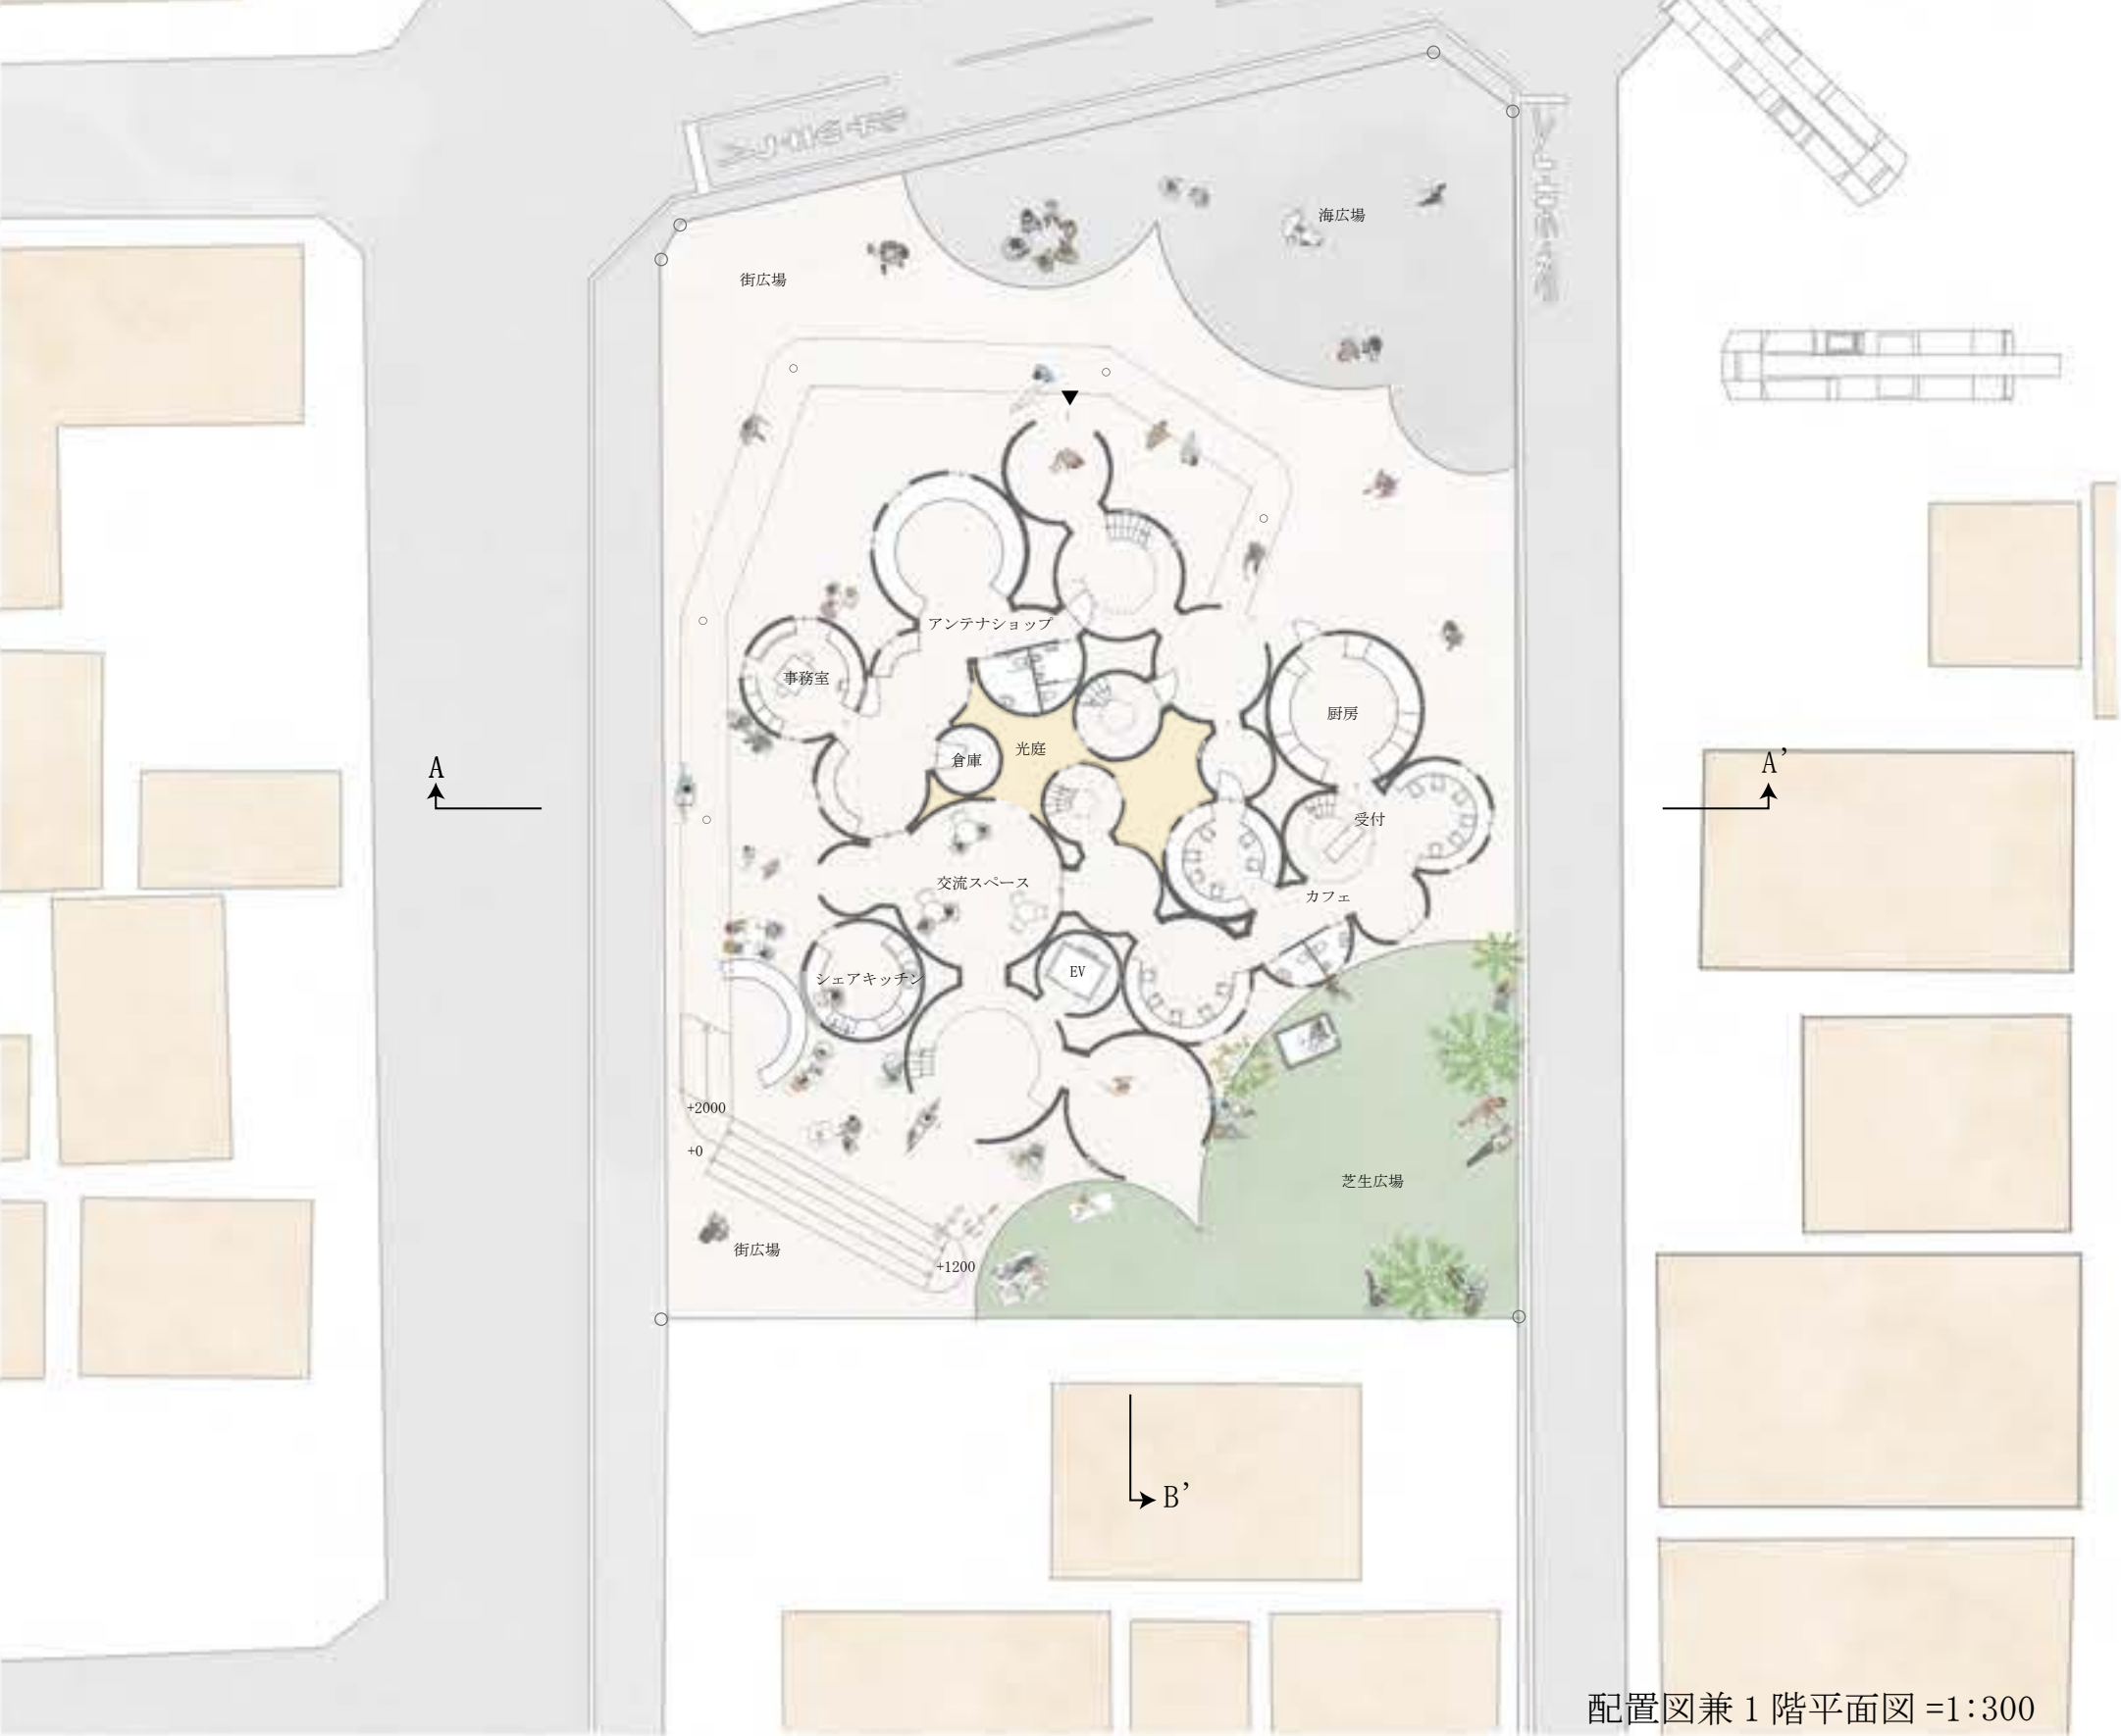 海広場
街広場
アンテナショップ
事務室
厨房
光庭
倉庫
A
A’
受付
交流スペース
カフェ
シェアキッチン
EV
+2000
+0
芝生広場
街広場
+1200
B’
配置図兼 1 階平面図 =1:300